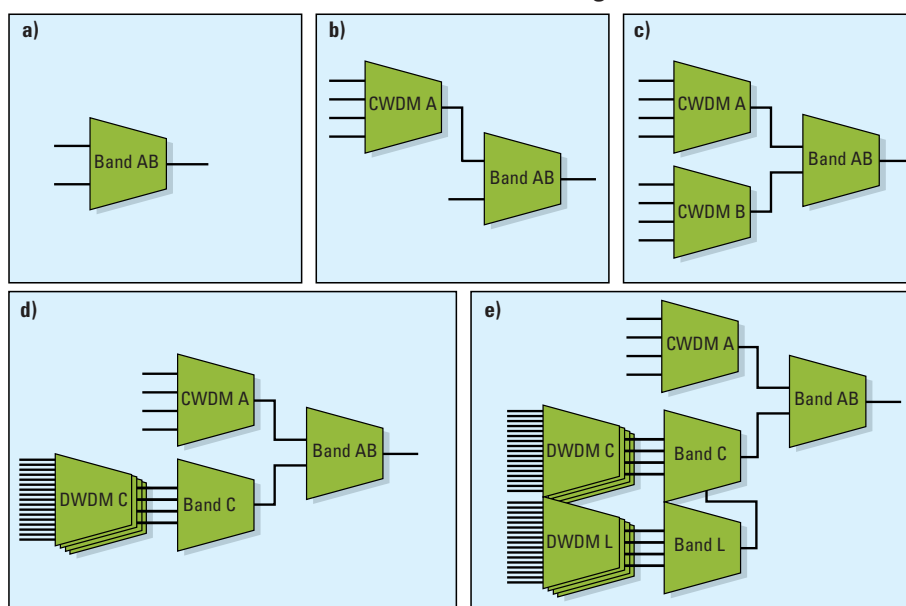 a)
Band AB
b)
CWDM A
Band AB
c)
CWDM A
Band AB
CWDM B
d)
CWDM A
Band AB
DWDM C
Band C
e)
CWDM A
Band AB
DWDM C
Band C
DWDM L
Band L